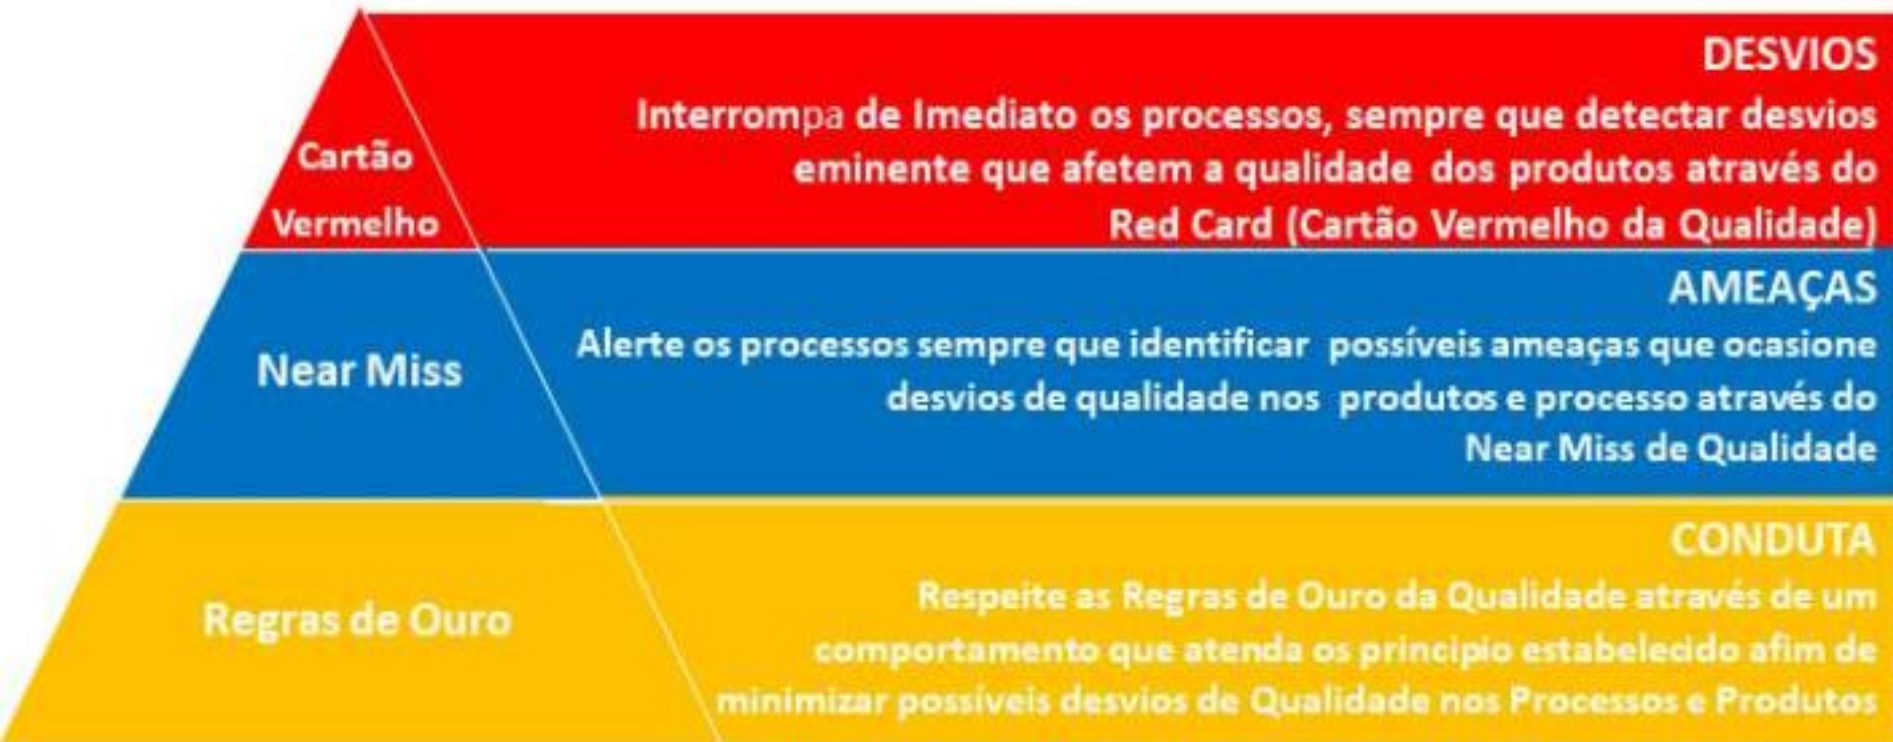 Cartão
Vermelho
DESVIOS
Interrompa de Imediato os processos, sempre que detectar desvios
eminente que afetem a qualidade dos produtos através do
Red Card (Cartão Vermelho da Qualidade)
Near Miss
AMEAÇAS
Alerte os processos sempre que identificar possíveis ameaças que ocasione
desvios de qualidade nos produtos e processo através do
Near Miss de Qualidade
Regras de Ouro
CONDUTA
Respeite as Regras de Ouro da Qualidade através de um
comportamento que atenda os principio estabelecido afim de
minimizar possíveis desvios de Qualidade nos Processos e Produtos